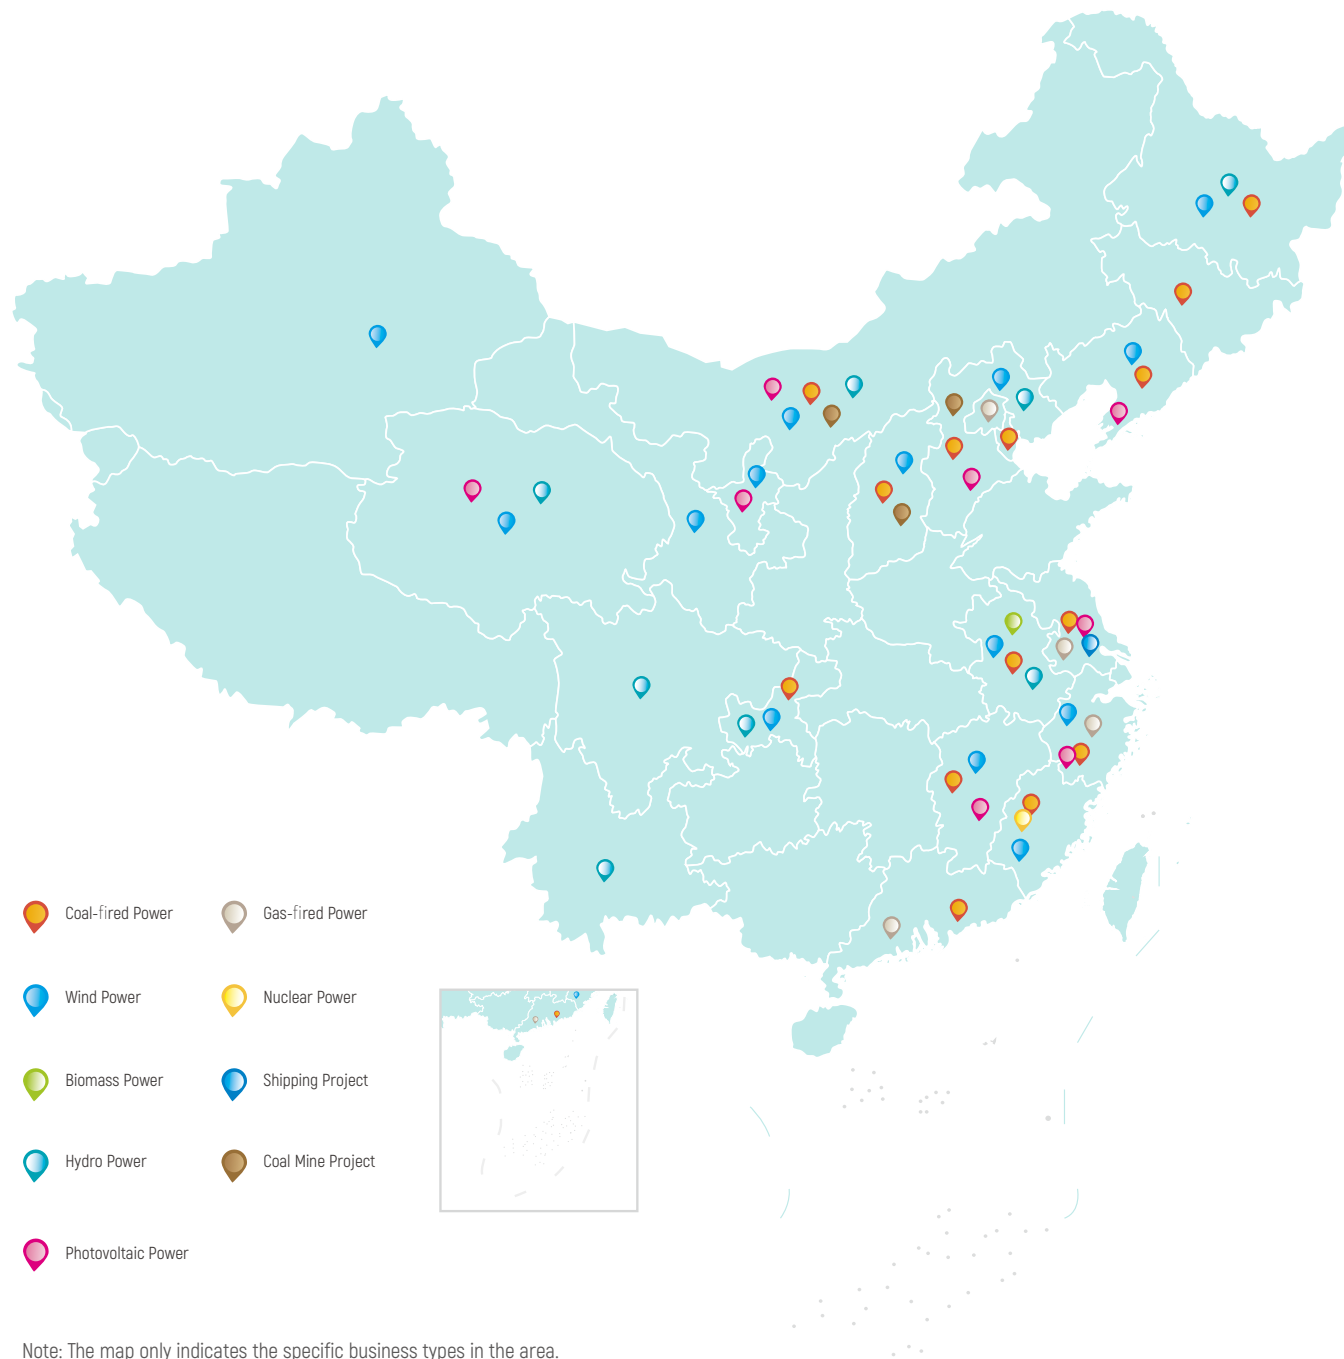 Coal-fired Power
Gas-fired Power
Wind Power
Nuclear Power
Biomass Power
Shipping Project
Hydro Power
Coal Mine Project
Photovoltaic Power
Note: The map only indicates the specific business types in the area.